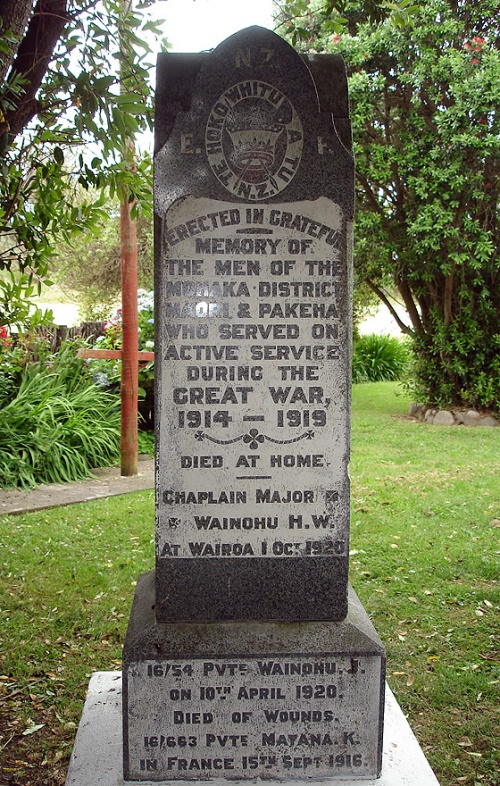 N Z
E. F.
TE HOKOWHITU A TU
N.Z.
ERECTED IN GRATEFUL
MEMORY OF
THE MEN OF THE
MOHAKA DISTRICT
MAORI & PAKEHA
WHO SERVED ON
ACTIVE SERVICE
DURING THE
GREAT WAR,
1914 — 1919
DIED AT HOME.
CHAPLAIN MAJOR
WAINOHU H.W.
AT WAIROA 1 OCT 1920
16/54 PVTE WAINOHU. J.
ON 10TH APRIL 1920.
DIED OF WOUNDS.
16/663 PVTE MATANA. K.
IN FRANCE 15TH SEPT 1916.